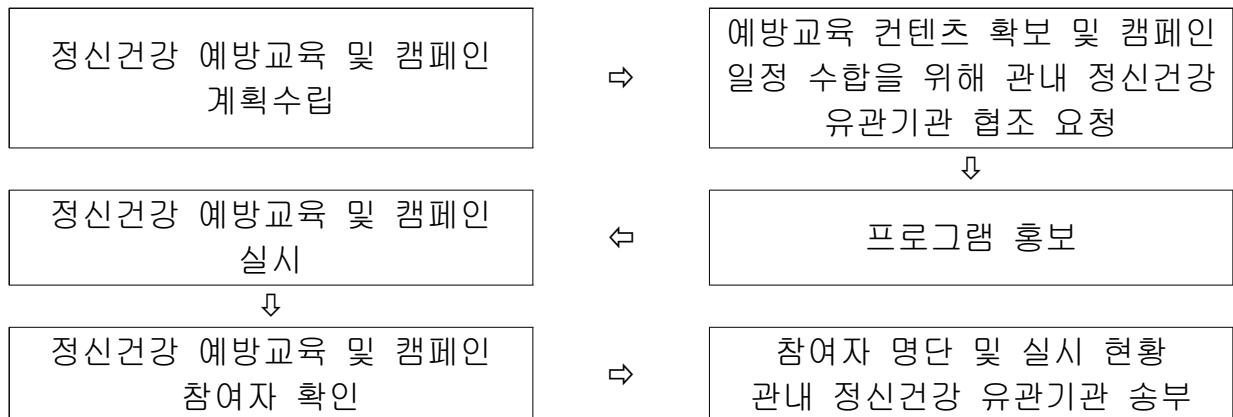 정신건강 예방교육 및 캠페인
계획수립
⇨
예방교육 컨텐츠 확보 및 캠페인
일정 수합을 위해 관내 정신건강
유관기관 협조 요청
⇩
프로그램 홍보
⇦
정신건강 예방교육 및 캠페인
실시
⇩
정신건강 예방교육 및 캠페인
참여자 확인
⇨
참여자 명단 및 실시 현황
관내 정신건강 유관기관 송부